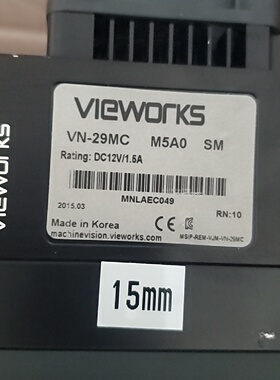 VIEWORKS
VIEWORKS
VN-29MC M5A0 SM
Rating: DC12V/1.5A
MNLAEC049
2015.03
RN:10
Made in Korea
MSIP-REM-VJM-VN-29MC
machinevision.vieworks.com
15mm